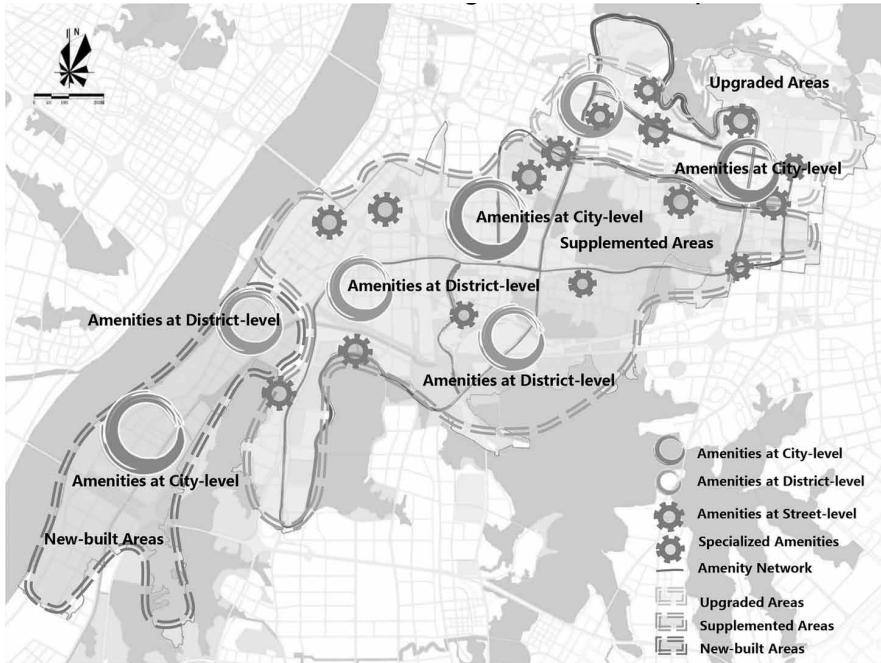 N
Upgraded Areas
Amenities at City-level
Amenities at City-level
Supplemented Areas
Amenities at District-level
Amenities at District-level
Amenities at District-level
Amenities at City-level
New-built Areas
Amenities at City-level
Amenities at District-level
Amenities at Street-level
Specialized Amenities
Amenity Network
Upgraded Areas
Supplemented Areas
New-built Areas